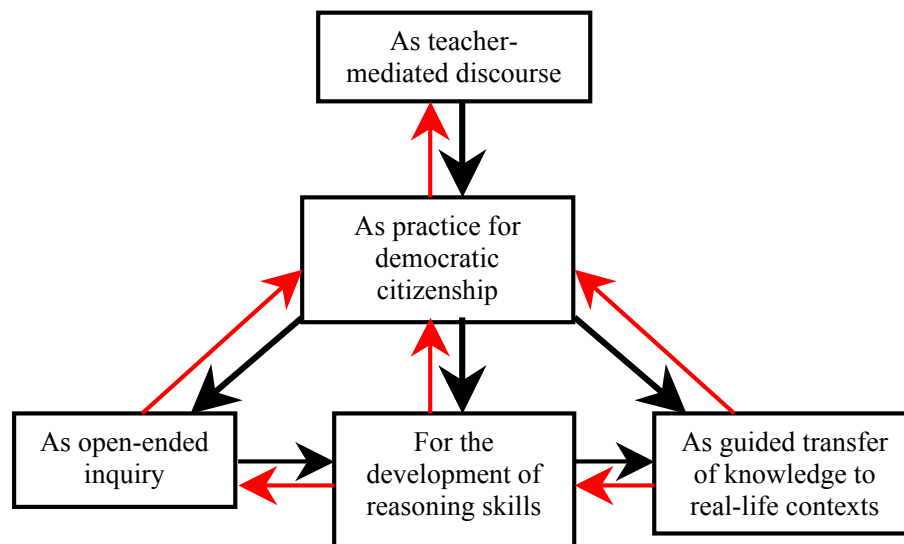 As teacher-
mediated discourse
As practice for
democratic
citizenship
As open-ended
inquiry
For the
development of
reasoning skills
As guided transfer
of knowledge to
real-life contexts